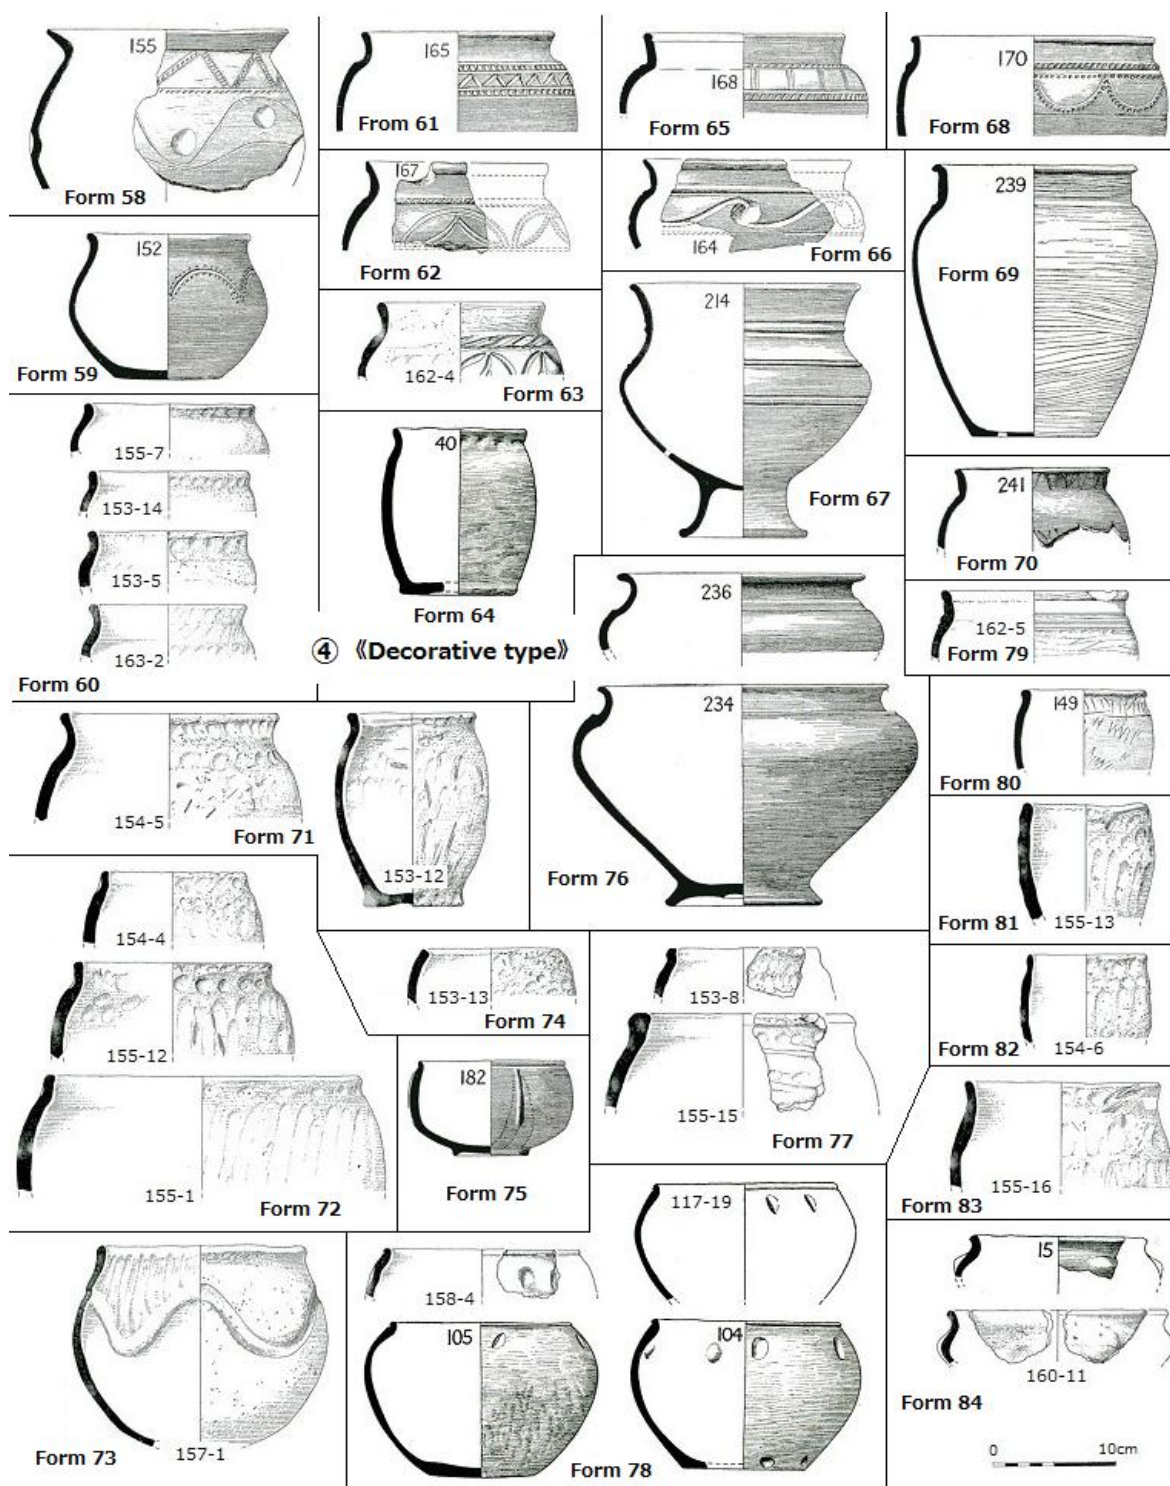 155
Form 58
165
From 61
168
Form 65
170
Form 68
152
Form 59
167
Form 62
164
Form 66
239
Form 69
162-4
Form 63
214
Form 67
155-7
153-14
153-5
163-2
Form 60
40
Form 64
241
Form 70
④ 《Decorative type》
236
234
Form 76
162-5
Form 79
154-5
Form 71
153-12
149
Form 80
155-13
Form 81
154-4
155-12
155-1
Form 72
153-13
Form 74
182
Form 75
153-8
155-15
Form 77
154-6
Form 82
155-16
Form 83
157-1
Form 73
158-4
117-19
105
104
Form 78
15
160-11
Form 84
0 10cm